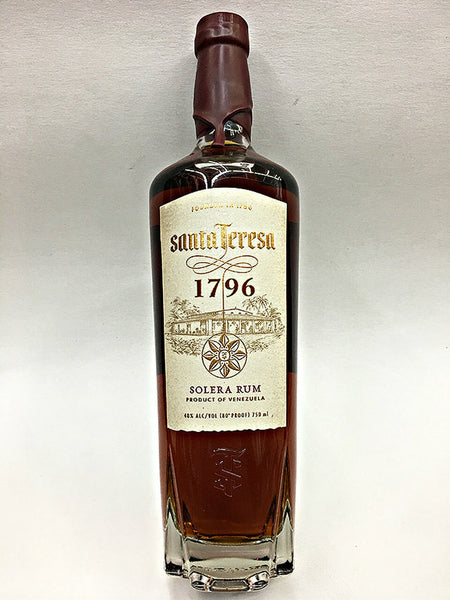 FOUNDED IN 1796
santa Teresa
1796
SOLERA RUM
PRODUCT OF VENEZUELA
40% ALC/VOL (80° PROOF) 750 ml